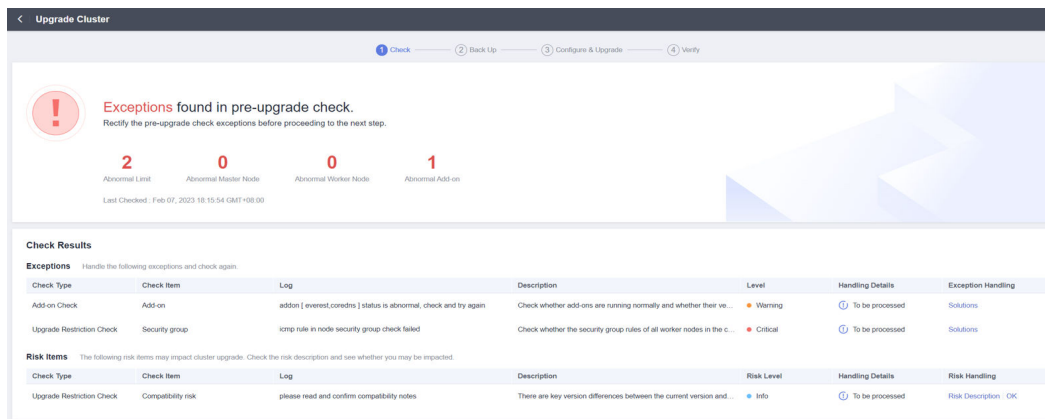 Upgrade Cluster
1 Check 2 Back Up 3 Configure & Upgrade 4 Verify
!
Exceptions found in pre-upgrade check.
Rectify the pre-upgrade check exceptions before proceeding to the next step.
2 0 0 1
Abnormal Limit Abnormal Master Node Abnormal Worker Node Abnormal Add-on
Last Checked : Feb 07, 2023 18:15:54 GMT+08:00
Check Results
Exceptions Handle the following exceptions and check again.
Check Type Check Item Log Description Level Handling Details Exception Handling
Add-on Check Add-on addon [ everest,coredns ] status is abnormal, check and try again Check whether add-ons are running normally and whether their ve... Warning To be processed Solutions
Upgrade Restriction Check Security group icmp rule in node security group check failed Check whether the security group rules of all worker nodes in the c... Critical To be processed Solutions
Risk Items The following risk items may impact cluster upgrade. Check the risk description and see whether you may be impacted.
Check Type Check Item Log Description Risk Level Handling Details Risk Handling
Upgrade Restriction Check Compatibility risk please read and confirm compatibility notes There are key version differences between the current version and... Info To be processed Risk Description OK